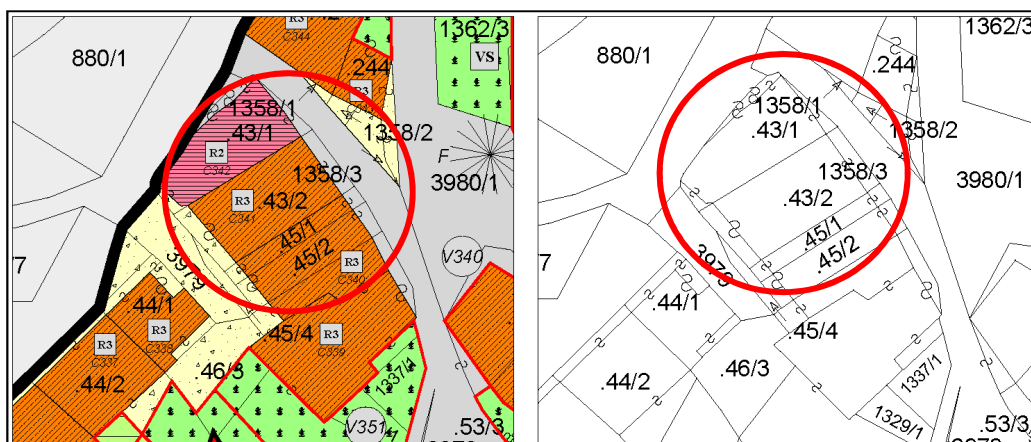 R3
C344
1362/3
880/1
VS
.244
R3
1358/1
.43/1
1358/2
R2
C342
F
1358/3
3980/1
R3
C341
.43/2
.45/1
.45/2
V340
3979
R3
C340
.44/1
R3
C338
R3
C337
.45/4
R3
C339
.44/2
.46/3
1337/1
V351
.53/3
1362/3
880/1
.244
1358/1
.43/1
1358/2
1358/3
3980/1
.43/2
.45/1
.45/2
3979
.44/1
.45/4
.44/2
.46/3
1337/1
1329/1
.53/3